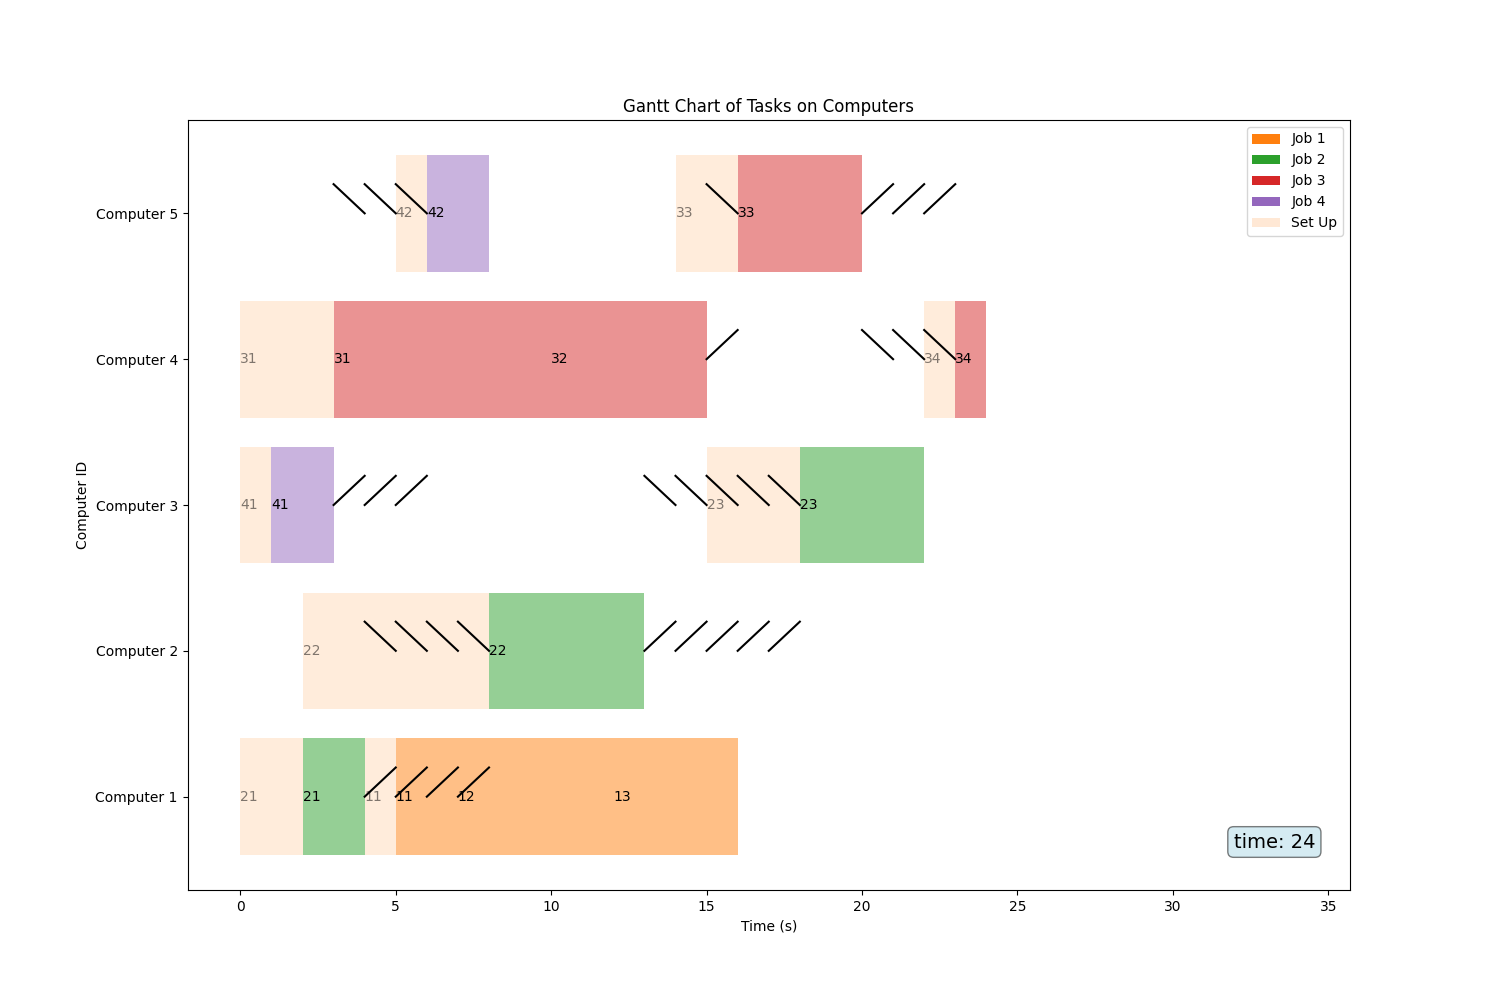 Gantt Chart of Tasks on Computers
Job 1
Job 2
Job 3
Job 4
Set Up
Computer 5
42 42 33 33
Computer 4
31 31 32 34 34
Computer 3
41 41 23 23
Computer 2
22 22
Computer 1
21 21 11 11 12 13
Computer ID
time: 24
0 5 10 15 20 25 30 35
Time (s)